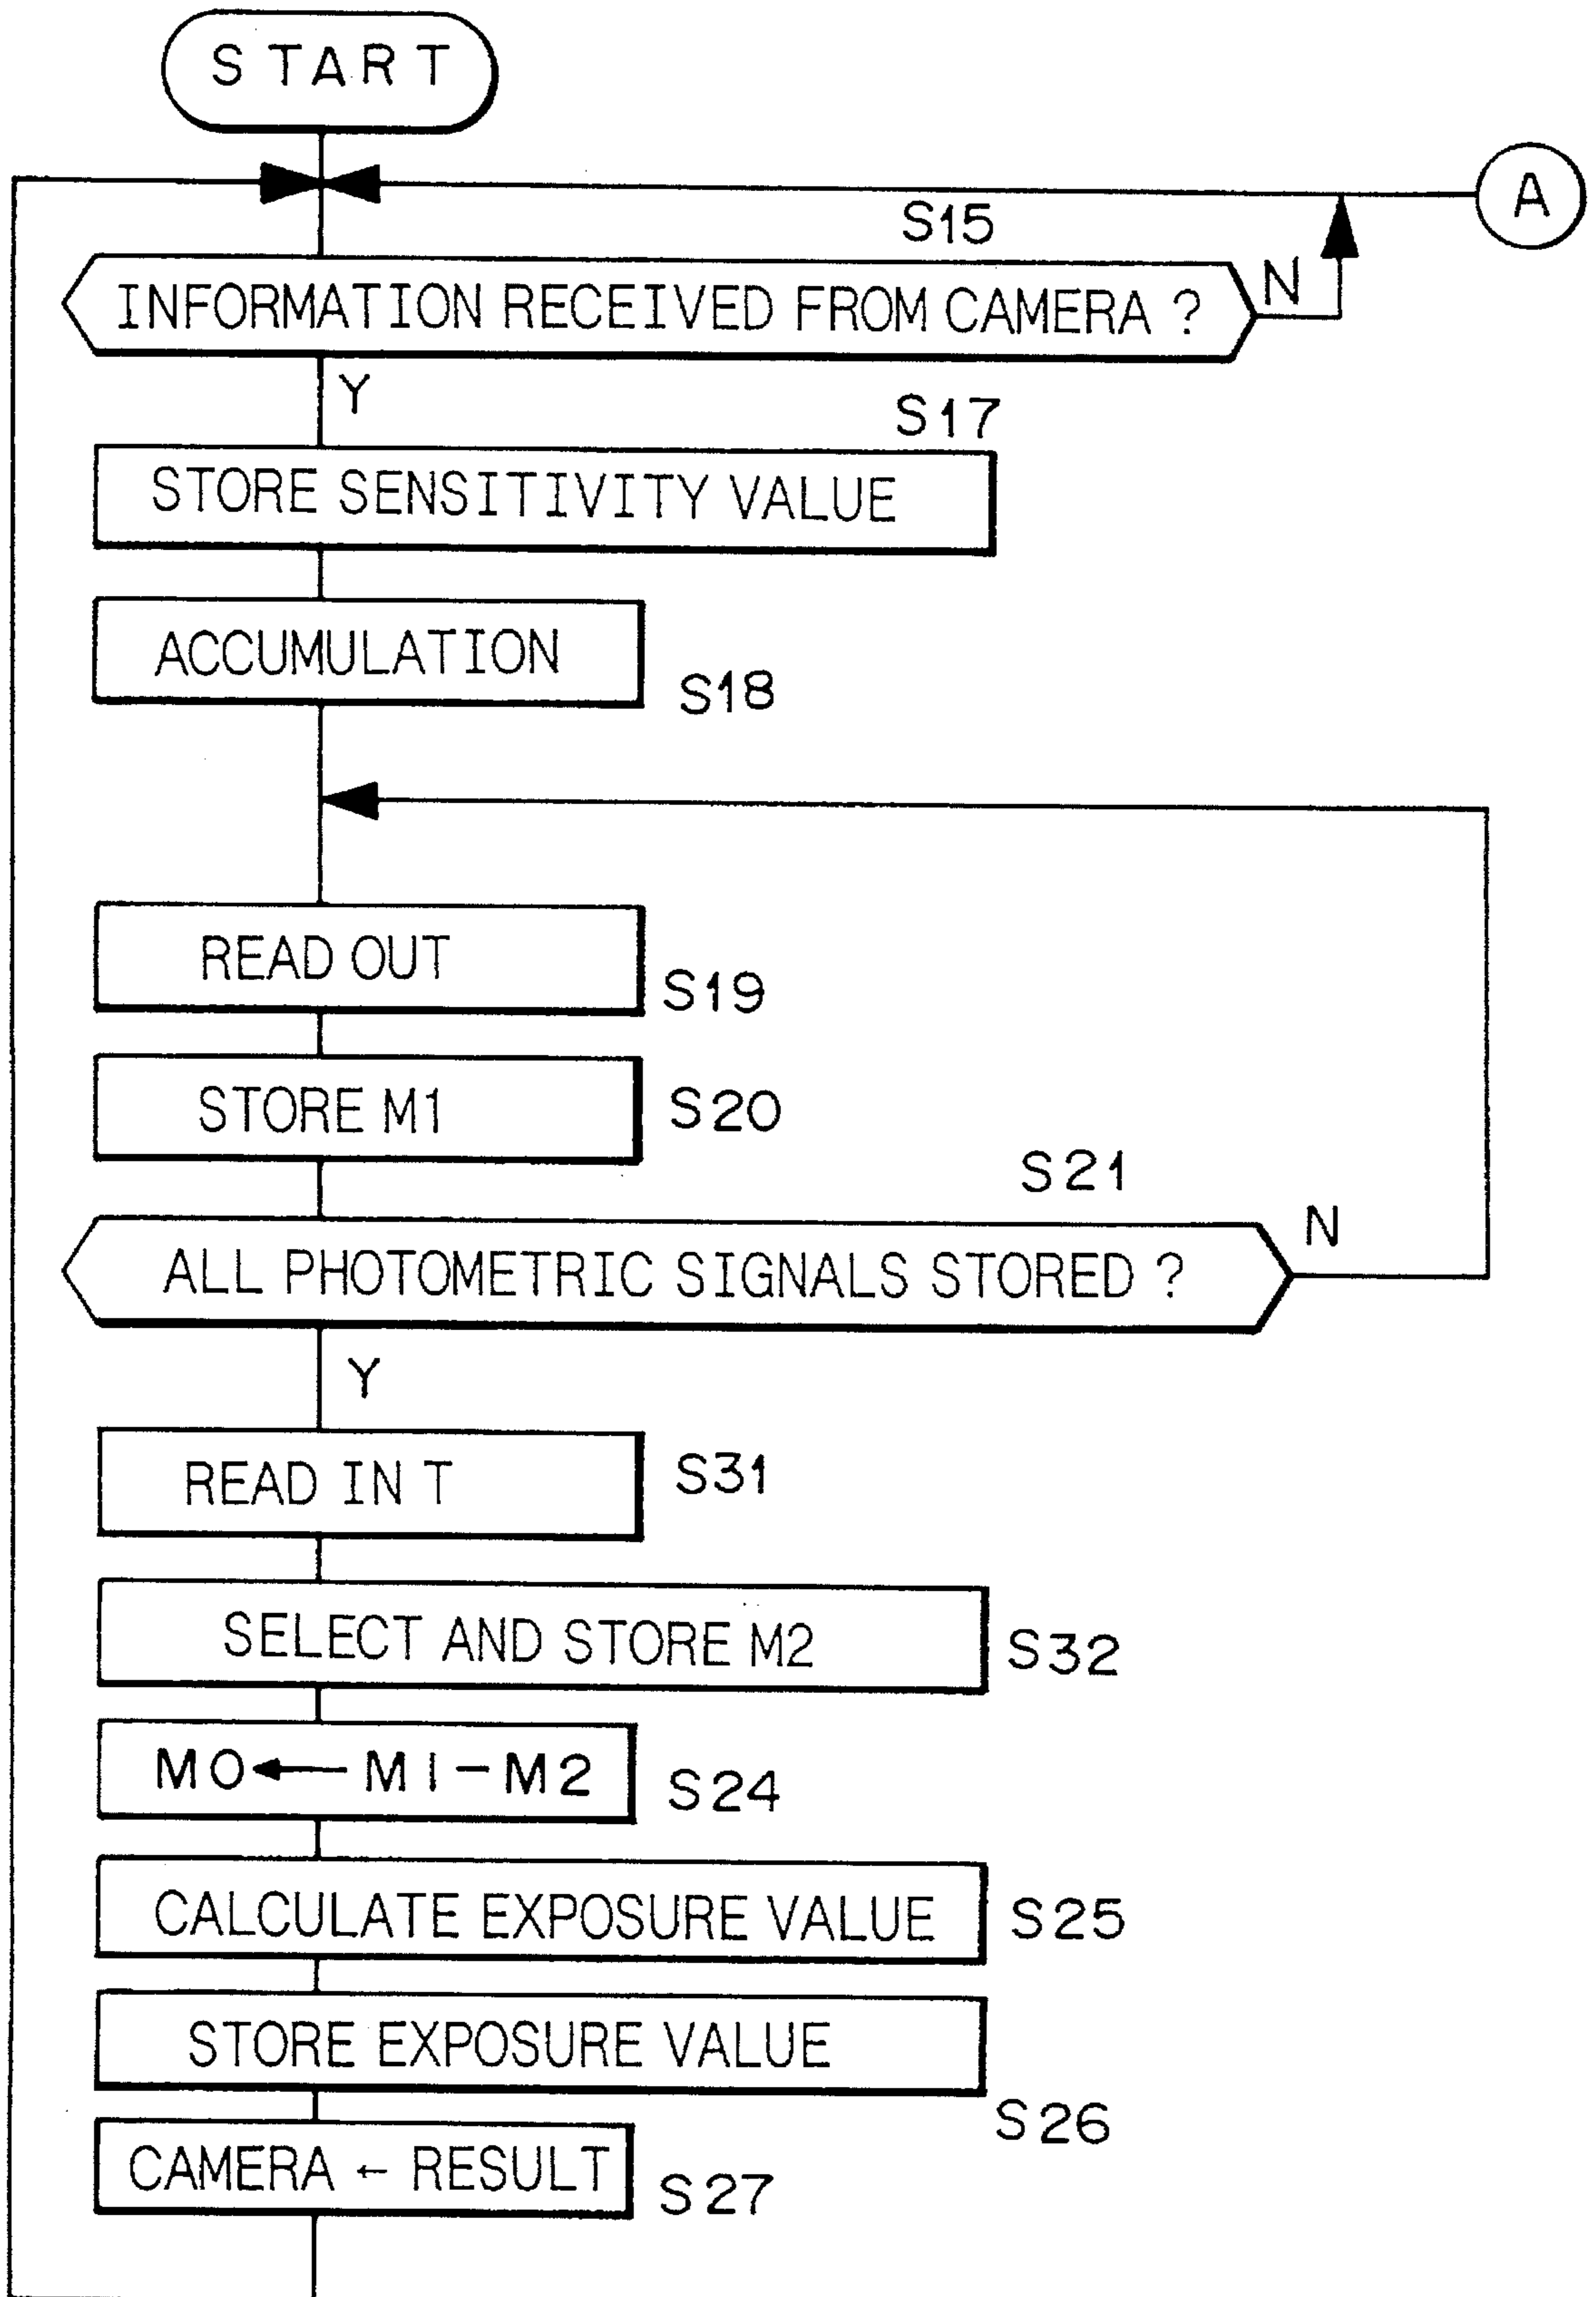 START
A
S15
INFORMATION RECEIVED FROM CAMERA ?
N
Y
S17
STORE SENSITIVITY VALUE
ACCUMULATION
S18
READ OUT
S19
STORE M1
S20
S21
ALL PHOTOMETRIC SIGNALS STORED ?
N
Y
READ IN T
S31
SELECT AND STORE M2
S32
M0 ← M1 - M2
S24
CALCULATE EXPOSURE VALUE
S25
STORE EXPOSURE VALUE
S26
CAMERA ← RESULT
S27